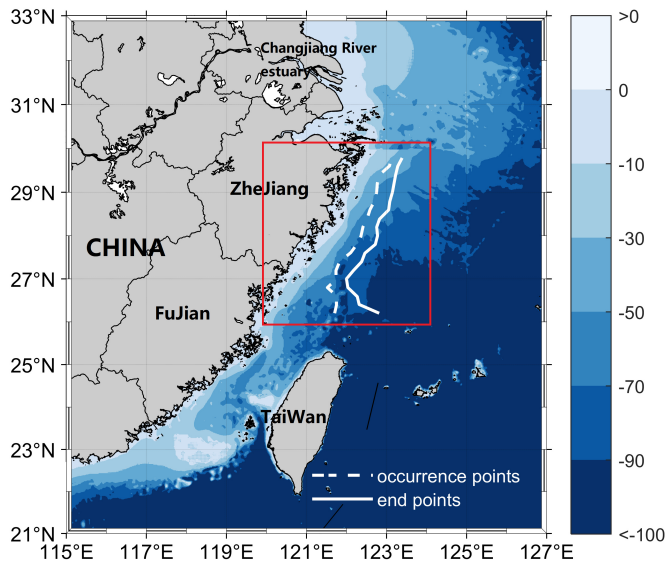 33°N
31°N
29°N
27°N
25°N
23°N
21°N
115°E
117°E
119°E
121°E
123°E
125°E
127°E
Changjiang River
estuary
ZheJiang
CHINA
FuJian
TaiWan
occurrence points
end points
>0
0
-10
-30
-50
-70
-90
<-100